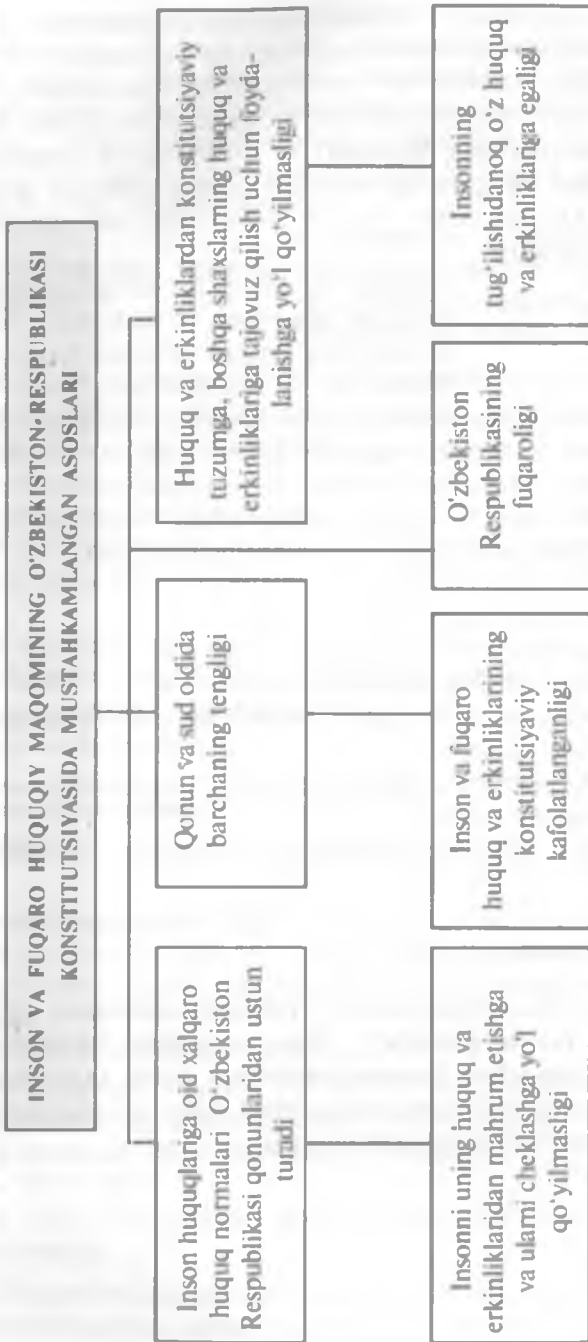 INSON VA FUQARO HUQUQIY MAQOMINING O'ZBEKISTON RESPUBLIKASI
KONSTITUTSIYASIDA MUSTAHKAMLANGAN ASOSLARI
Inson huquqlariga oid xalqaro
huquq normalari O'zbekiston
Respublikasi qonunlaridan ustun
turadi
Qonun va sud oldida
barchaning tengligi
Huquq va erkinliklardan konstitutsiyaviy
tuzumga, boshqa shaxslarning huquq va
erkinliklariga tajovuz qilish uchun foyda-
lanishga yo'l qo'yilmasligi
Insonni uning huquq va
erkinliklaridan mahrum etishga
va ularni cheklashga yo'l
qo'yilmasligi
Inson va fuqaro
huquq va erkinliklarining
konstitutsiyaviy
kafolatlanganligi
O'zbekiston
Respublikasining
fuqaroligi
Insonning
tug'ilishidanoq o'z huquq
va erkinliklariga egaligi